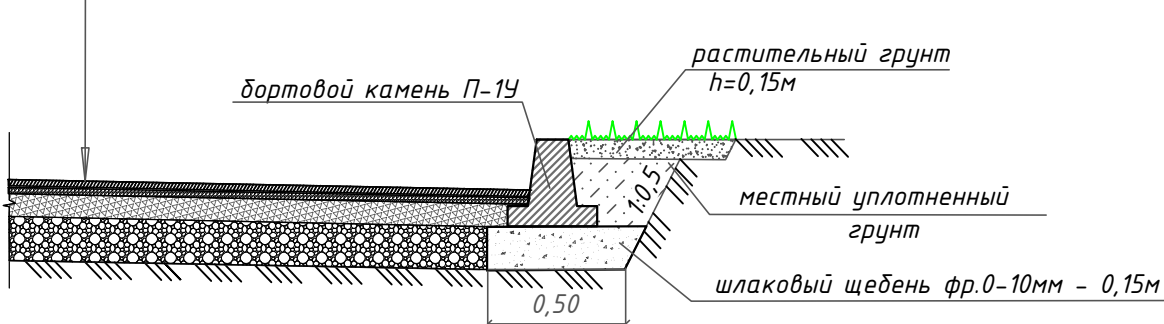 растительный грунт
h=0,15м
бортовой камень П-1У
1:0,5
местный уплотненный
грунт
шлаковый щебень фр.0-10мм - 0,15м
0,50